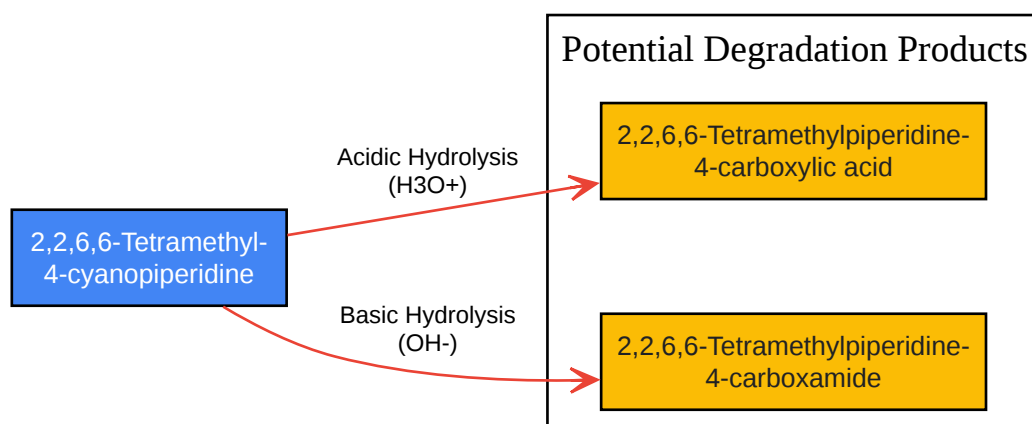 Potential Degradation Products
2,2,6,6-Tetramethylpiperidine-
4-carboxylic acid
Acidic Hydrolysis
(H3O+)
2,2,6,6-Tetramethyl-
4-cyanopiperidine
Basic Hydrolysis
(OH-)
2,2,6,6-Tetramethylpiperidine-
4-carboxamide